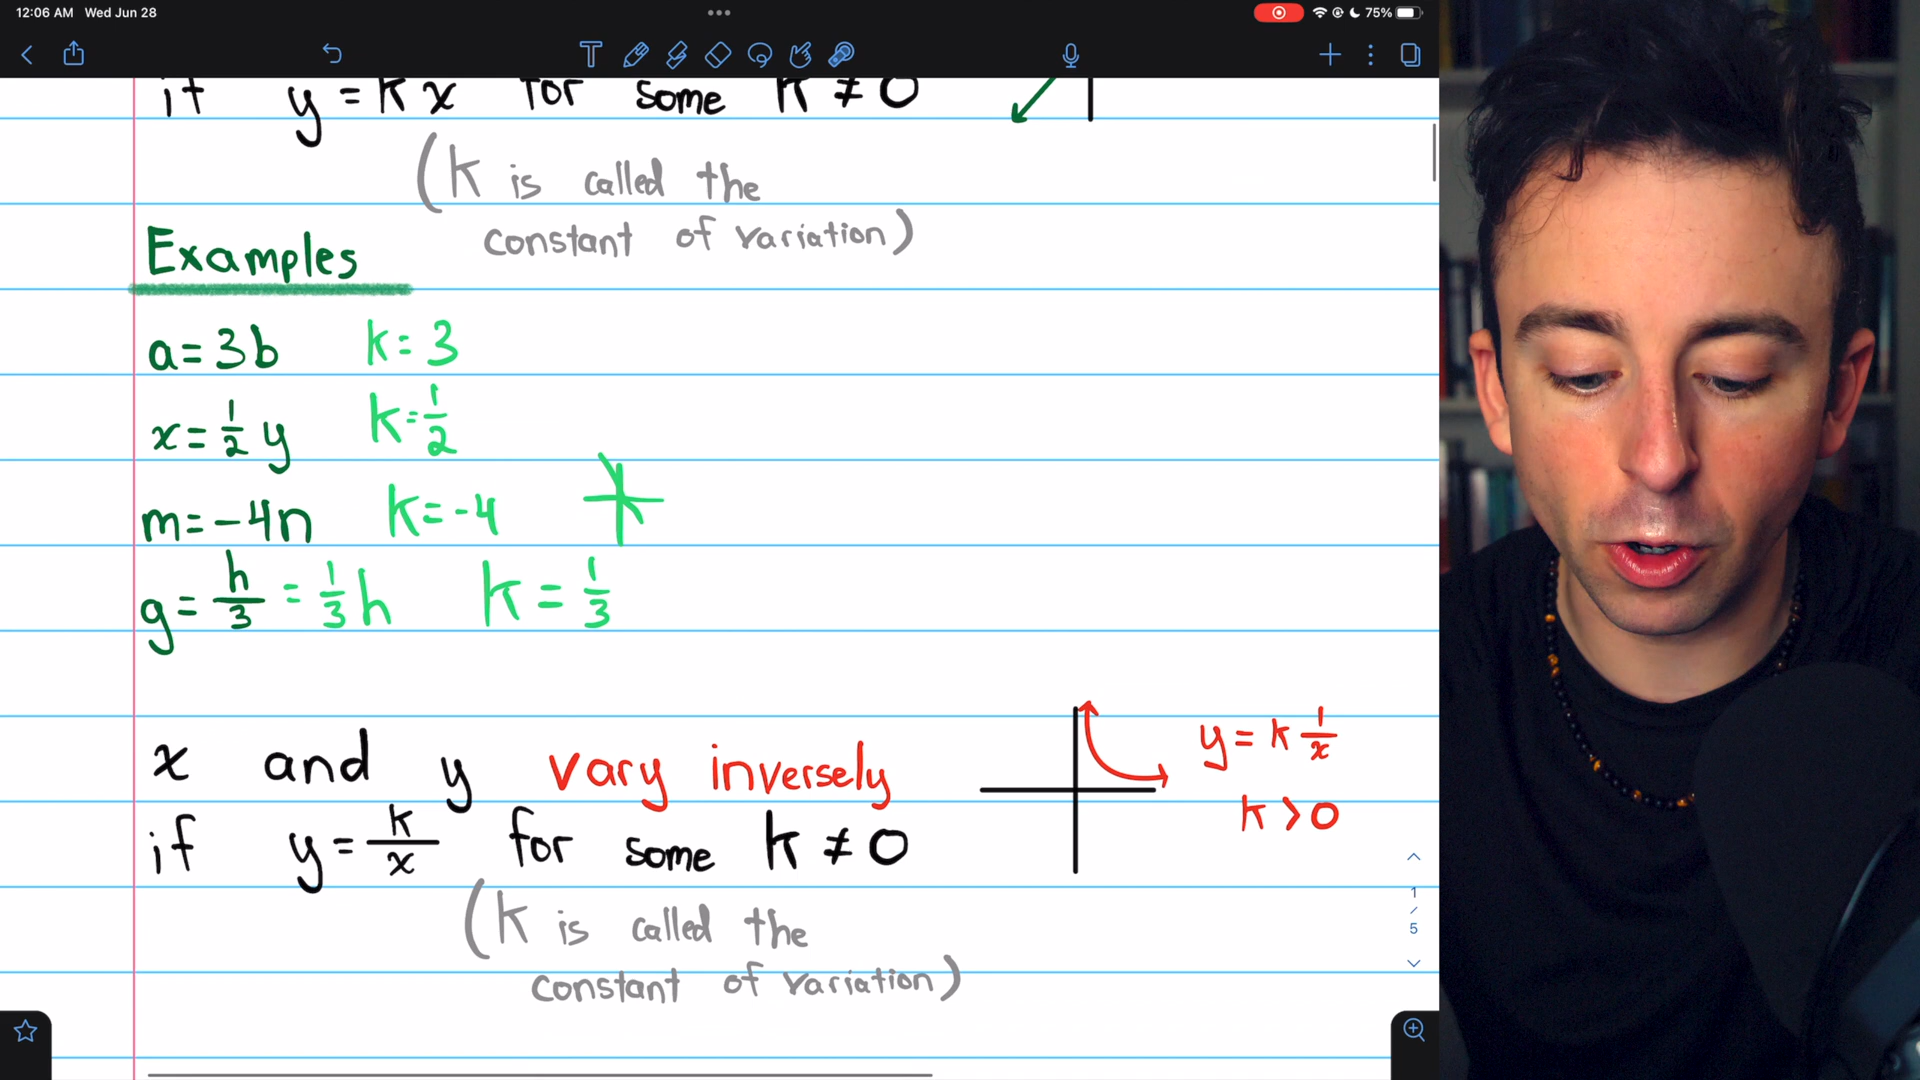 12:06 AM Wed Jun 28
75%
if y = kx for some k ≠ 0
(k is called the
constant of variation)
Examples
a = 3b k = 3
x = 1/2 y k = 1/2
m = -4n k = -4
g = h/3 = 1/3 h k = 1/3
x and y vary inversely
if y = k/x for some k ≠ 0
(k is called the
constant of variation)
y = k 1/x
k > 0
1
/
5